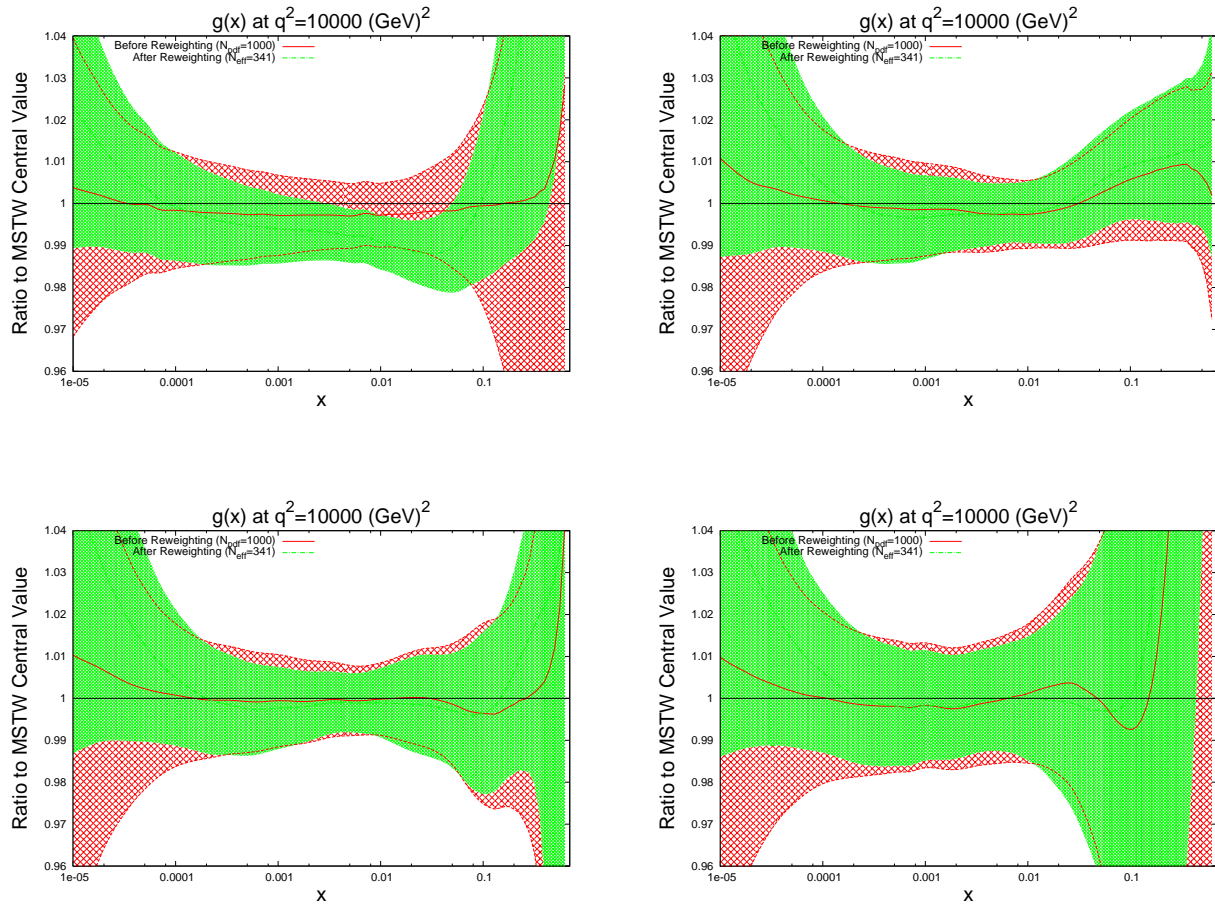 g(x) at q^2=10000 (GeV)^2
Before Reweighting (N_pdf=1000)
After Reweighting (N_eff=341)
Ratio to MSTW Central Value
1.04
1.03
1.02
1.01
1
0.99
0.98
0.97
0.96
1e-05 0.0001 0.001 0.01 0.1
x
g(x) at q^2=10000 (GeV)^2
Before Reweighting (N_pdf=1000)
After Reweighting (N_eff=341)
Ratio to MSTW Central Value
1.04
1.03
1.02
1.01
1
0.99
0.98
0.97
0.96
1e-05 0.0001 0.001 0.01 0.1
x
g(x) at q^2=10000 (GeV)^2
Before Reweighting (N_pdf=1000)
After Reweighting (N_eff=341)
Ratio to MSTW Central Value
1.04
1.03
1.02
1.01
1
0.99
0.98
0.97
0.96
1e-05 0.0001 0.001 0.01 0.1
x
g(x) at q^2=10000 (GeV)^2
Before Reweighting (N_pdf=1000)
After Reweighting (N_eff=341)
Ratio to MSTW Central Value
1.04
1.03
1.02
1.01
1
0.99
0.98
0.97
0.96
1e-05 0.0001 0.001 0.01 0.1
x